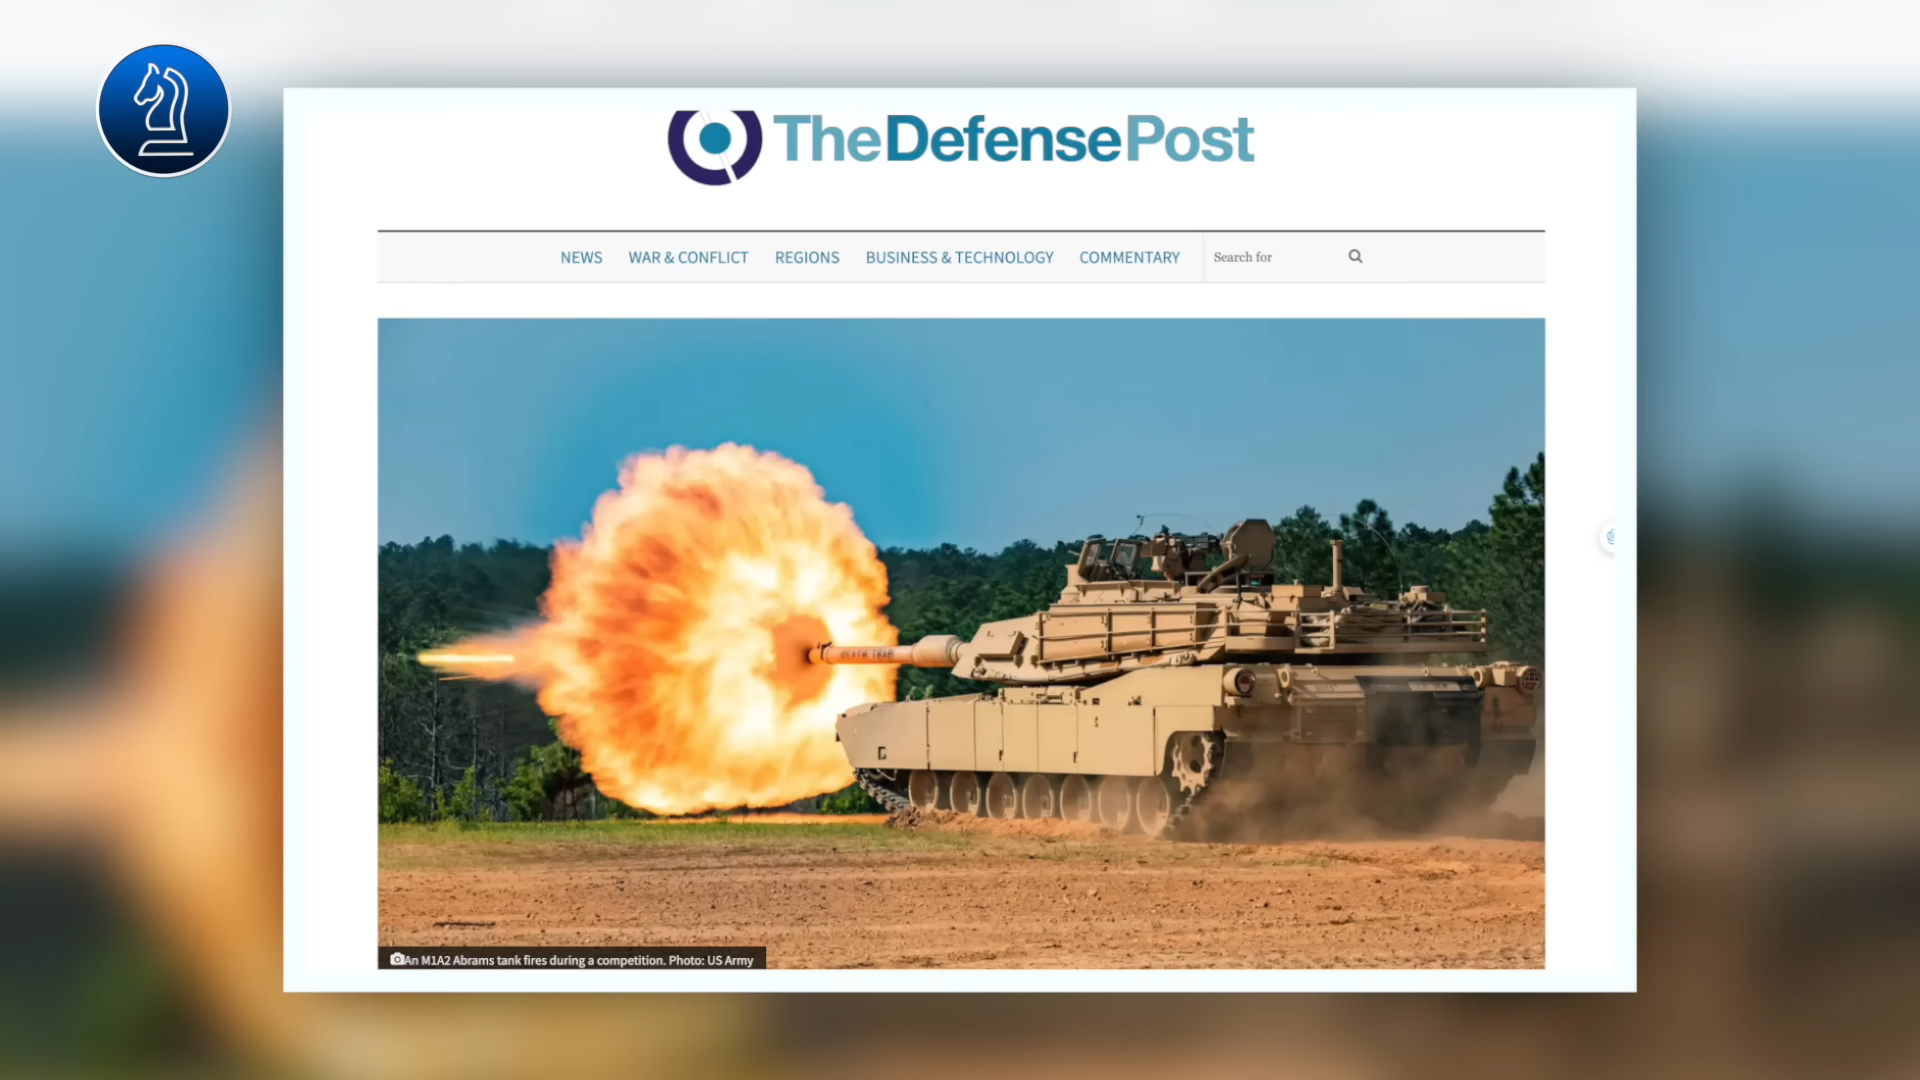 TheDefensePost
NEWS WAR & CONFLICT REGIONS BUSINESS & TECHNOLOGY COMMENTARY Search for
An M1A2 Abrams tank fires during a competition. Photo: US Army